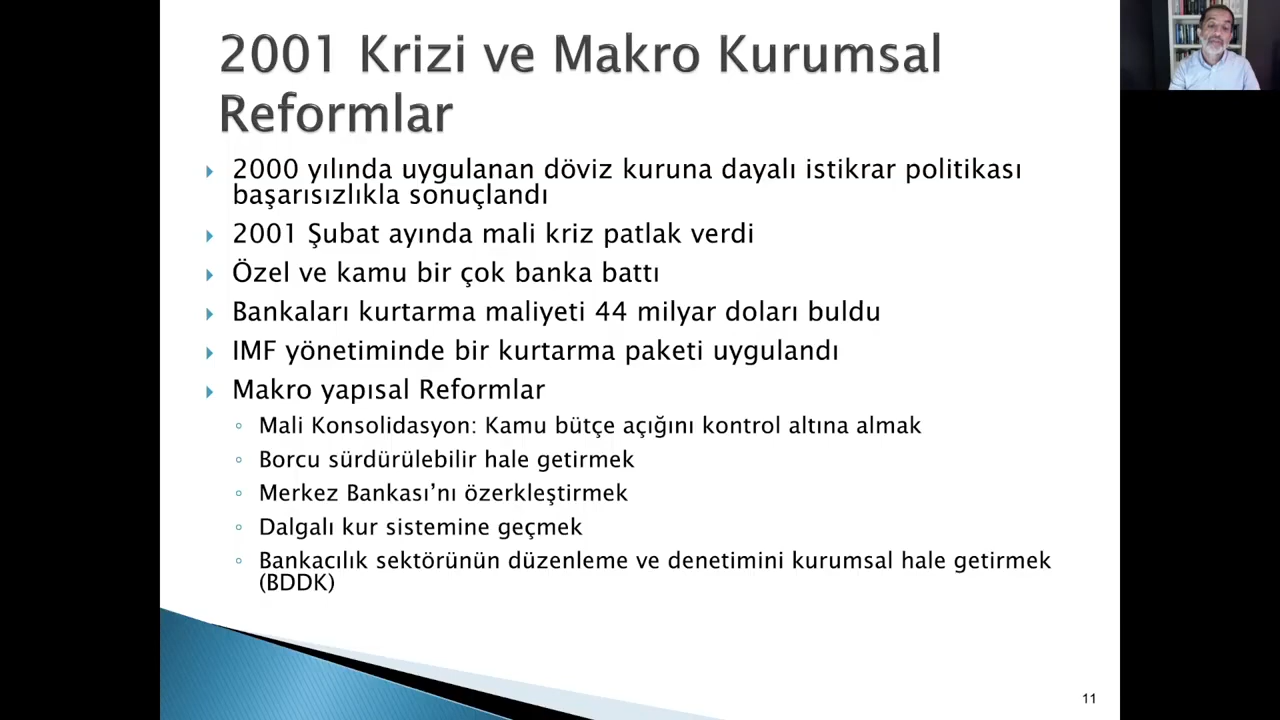 2001 Krizi ve Makro Kurumsal
Reformlar
2000 yılında uygulanan döviz kuruna dayalı istikrar politikası
başarısızlıkla sonuçlandı
2001 Şubat ayında mali kriz patlak verdi
Özel ve kamu bir çok banka battı
Bankaları kurtarma maliyeti 44 milyar doları buldu
IMF yönetiminde bir kurtarma paketi uygulandı
Makro yapısal Reformlar
Mali Konsolidasyon: Kamu bütçe açığını kontrol altına almak
Borcu sürdürülebilir hale getirmek
Merkez Bankası’nı özerkleştirmek
Dalgalı kur sistemine geçmek
Bankacılık sektörünün düzenleme ve denetimini kurumsal hale getirmek
(BDDK)
11